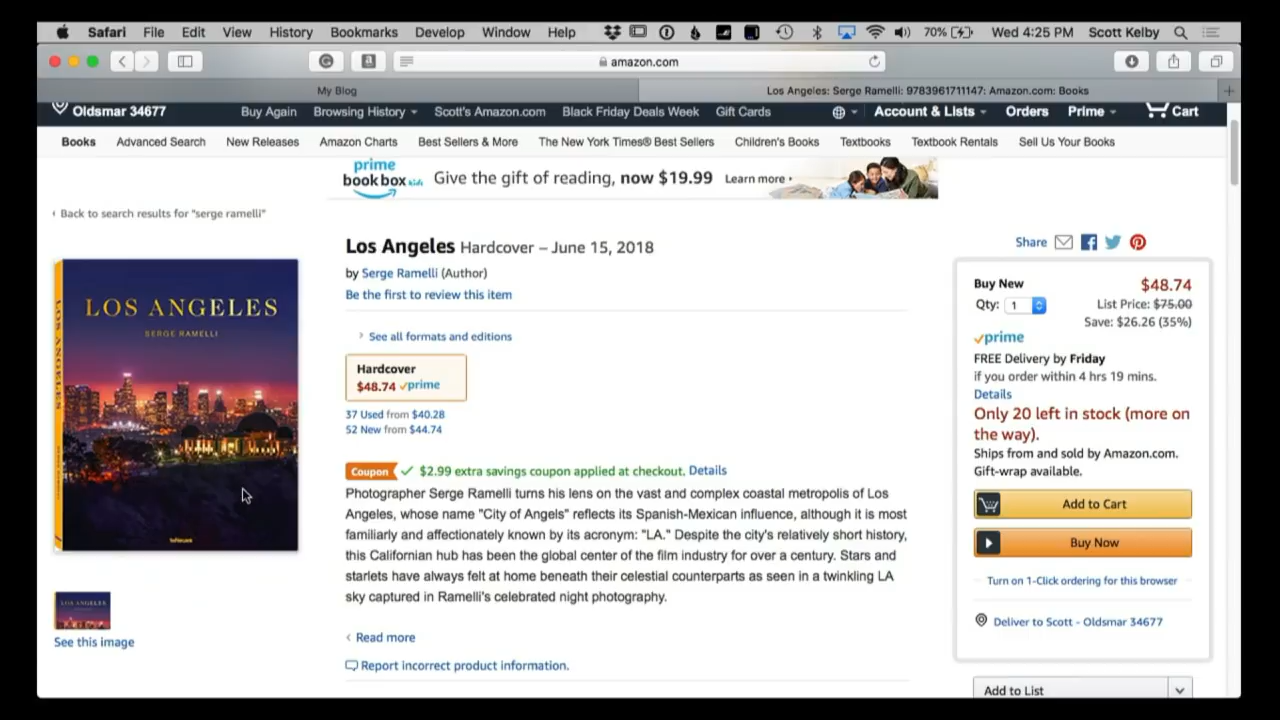 Safari File Edit View History Bookmarks Develop Window Help 70% Wed 4:25 PM Scott Kelby
amazon.com
My Blog Los Angeles: Serge Ramelli: 9783961711147: Amazon.com: Books
Oldsmar 34677 Buy Again Browsing History Scott's Amazon.com Black Friday Deals Week Gift Cards Account & Lists Orders Prime Cart
Books Advanced Search New Releases Amazon Charts Best Sellers & More The New York Times® Best Sellers Children's Books Textbooks Textbook Rentals Sell Us Your Books
prime
book box kids Give the gift of reading, now $19.99 Learn more
Back to search results for "serge ramelli"
LOS ANGELES
SERGE RAMELLI
LOS ANGELES
LOS ANGELES
See this image
Los Angeles Hardcover – June 15, 2018
by Serge Ramelli (Author)
Be the first to review this item
See all formats and editions
Hardcover
$48.74 prime
37 Used from $40.28
52 New from $44.74
Coupon $2.99 extra savings coupon applied at checkout. Details
Photographer Serge Ramelli turns his lens on the vast and complex coastal metropolis of Los
Angeles, whose name "City of Angels" reflects its Spanish-Mexican influence, although it is most
familiarly and affectionately known by its acronym: "LA." Despite the city's relatively short history,
this Californian hub has been the global center of the film industry for over a century. Stars and
starlets have always felt at home beneath their celestial counterparts as seen in a twinkling LA
sky captured in Ramelli's celebrated night photography.
Read more
Report incorrect product information.
Share
Buy New $48.74
Qty: 1 List Price: $75.00
Save: $26.26 (35%)
prime
FREE Delivery by Friday
if you order within 4 hrs 19 mins.
Details
Only 20 left in stock (more on
the way).
Ships from and sold by Amazon.com.
Gift-wrap available.
Add to Cart
Buy Now
Turn on 1-Click ordering for this browser
Deliver to Scott - Oldsmar 34677
Add to List